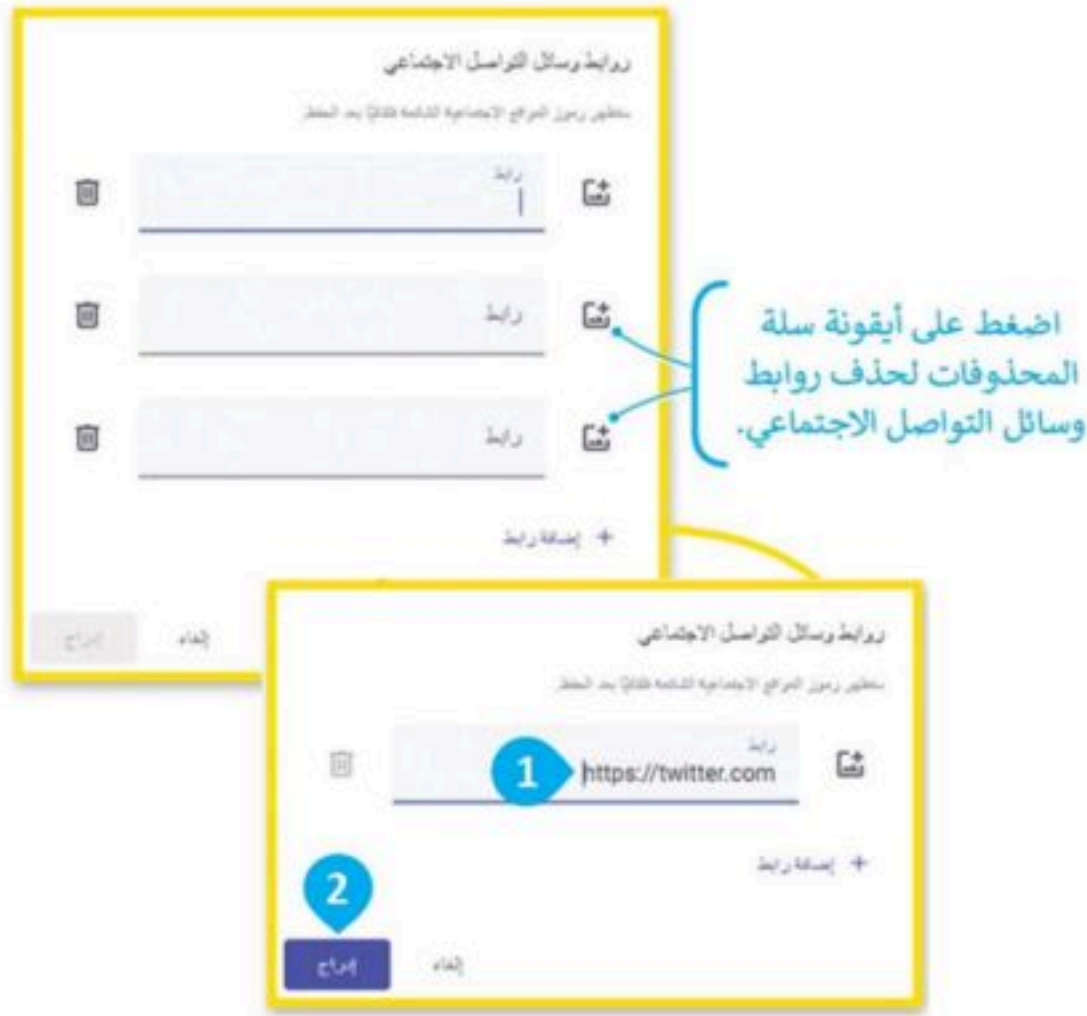 روابط وسائل التواصل الاجتماعي
ستظهر رموز المواقع الاجتماعية الشائعة تلقائيًا بعد الحفظ
رابط
رابط
رابط
+ إضافة رابط
إلغاء
إدراج
اضغط على أيقونة سلة
المحذوفات لحذف روابط
وسائل التواصل الاجتماعي.
روابط وسائل التواصل الاجتماعي
ستظهر رموز المواقع الاجتماعية الشائعة تلقائيًا بعد الحفظ
رابط
https://twitter.com
1
+ إضافة رابط
2
إلغاء
إدراج